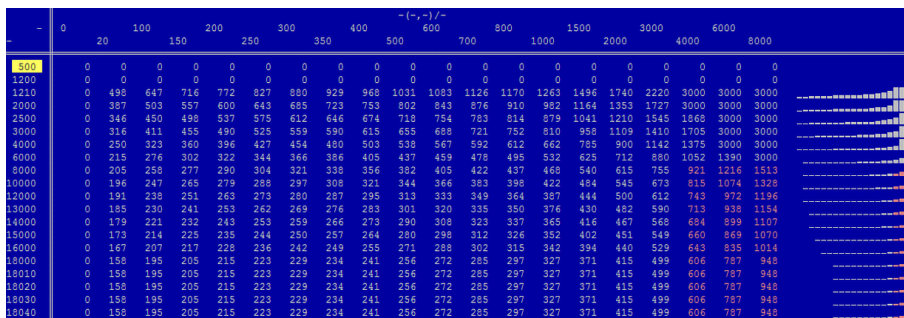 -(-,-)/-
- 0 100 200 300 400 600 800 1500 3000 6000
- 20 150 250 350 500 700 1000 2000 4000 8000
500 0 0 0 0 0 0 0 0 0 0 0 0 0 0 0 0 0 0 0 0
1200 0 0 0 0 0 0 0 0 0 0 0 0 0 0 0 0 0 0 0 0
1210 0 498 647 716 772 827 880 929 968 1031 1083 1126 1170 1263 1496 1740 2220 3000 3000 3000
2000 0 387 503 557 600 643 685 723 753 802 843 876 910 982 1164 1353 1727 3000 3000 3000
2500 0 346 450 498 537 575 612 646 674 718 754 783 814 879 1041 1210 1545 1868 3000 3000
3000 0 316 411 455 490 525 559 590 615 655 688 721 752 810 958 1109 1410 1705 3000 3000
4000 0 250 323 360 396 427 454 480 503 538 567 592 612 662 785 900 1142 1375 3000 3000
6000 0 215 276 302 322 344 366 386 405 437 459 478 495 532 625 712 880 1052 1390 3000
8000 0 205 258 277 290 304 321 338 356 382 405 422 437 468 540 615 755 921 1216 1513
10000 0 196 247 265 279 288 297 308 321 344 366 383 398 422 484 545 673 815 1074 1328
12000 0 191 238 251 263 273 280 287 295 313 333 349 364 387 444 500 612 743 972 1196
13000 0 185 230 241 253 262 269 276 283 301 320 335 350 376 430 482 590 713 938 1154
14000 0 179 221 232 243 253 259 266 273 290 308 323 337 365 416 467 568 684 899 1107
15000 0 173 214 225 235 244 250 257 264 280 298 312 326 352 402 451 549 660 869 1070
16000 0 167 207 217 228 236 242 249 255 271 288 302 315 342 394 440 529 643 835 1014
18000 0 158 195 205 215 223 229 234 241 256 272 285 297 327 371 415 499 606 787 948
18010 0 158 195 205 215 223 229 234 241 256 272 285 297 327 371 415 499 606 787 948
18020 0 158 195 205 215 223 229 234 241 256 272 285 297 327 371 415 499 606 787 948
18030 0 158 195 205 215 223 229 234 241 256 272 285 297 327 371 415 499 606 787 948
18040 0 158 195 205 215 223 229 234 241 256 272 285 297 327 371 415 499 606 787 948